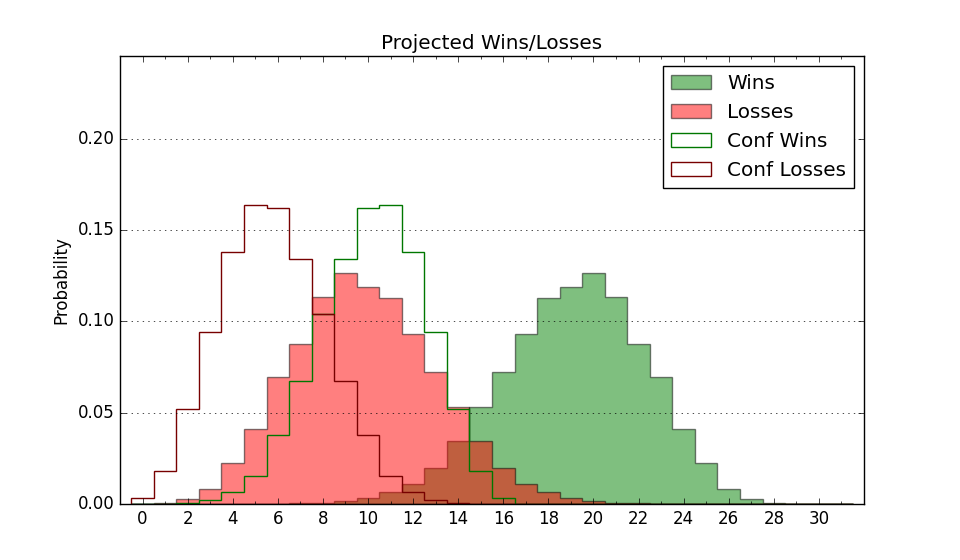 Projected Wins/Losses
Wins
Losses
Conf Wins
Conf Losses
Probability
0.20
0.15
0.10
0.05
0.00
0 2 4 6 8 10 12 14 16 18 20 22 24 26 28 30